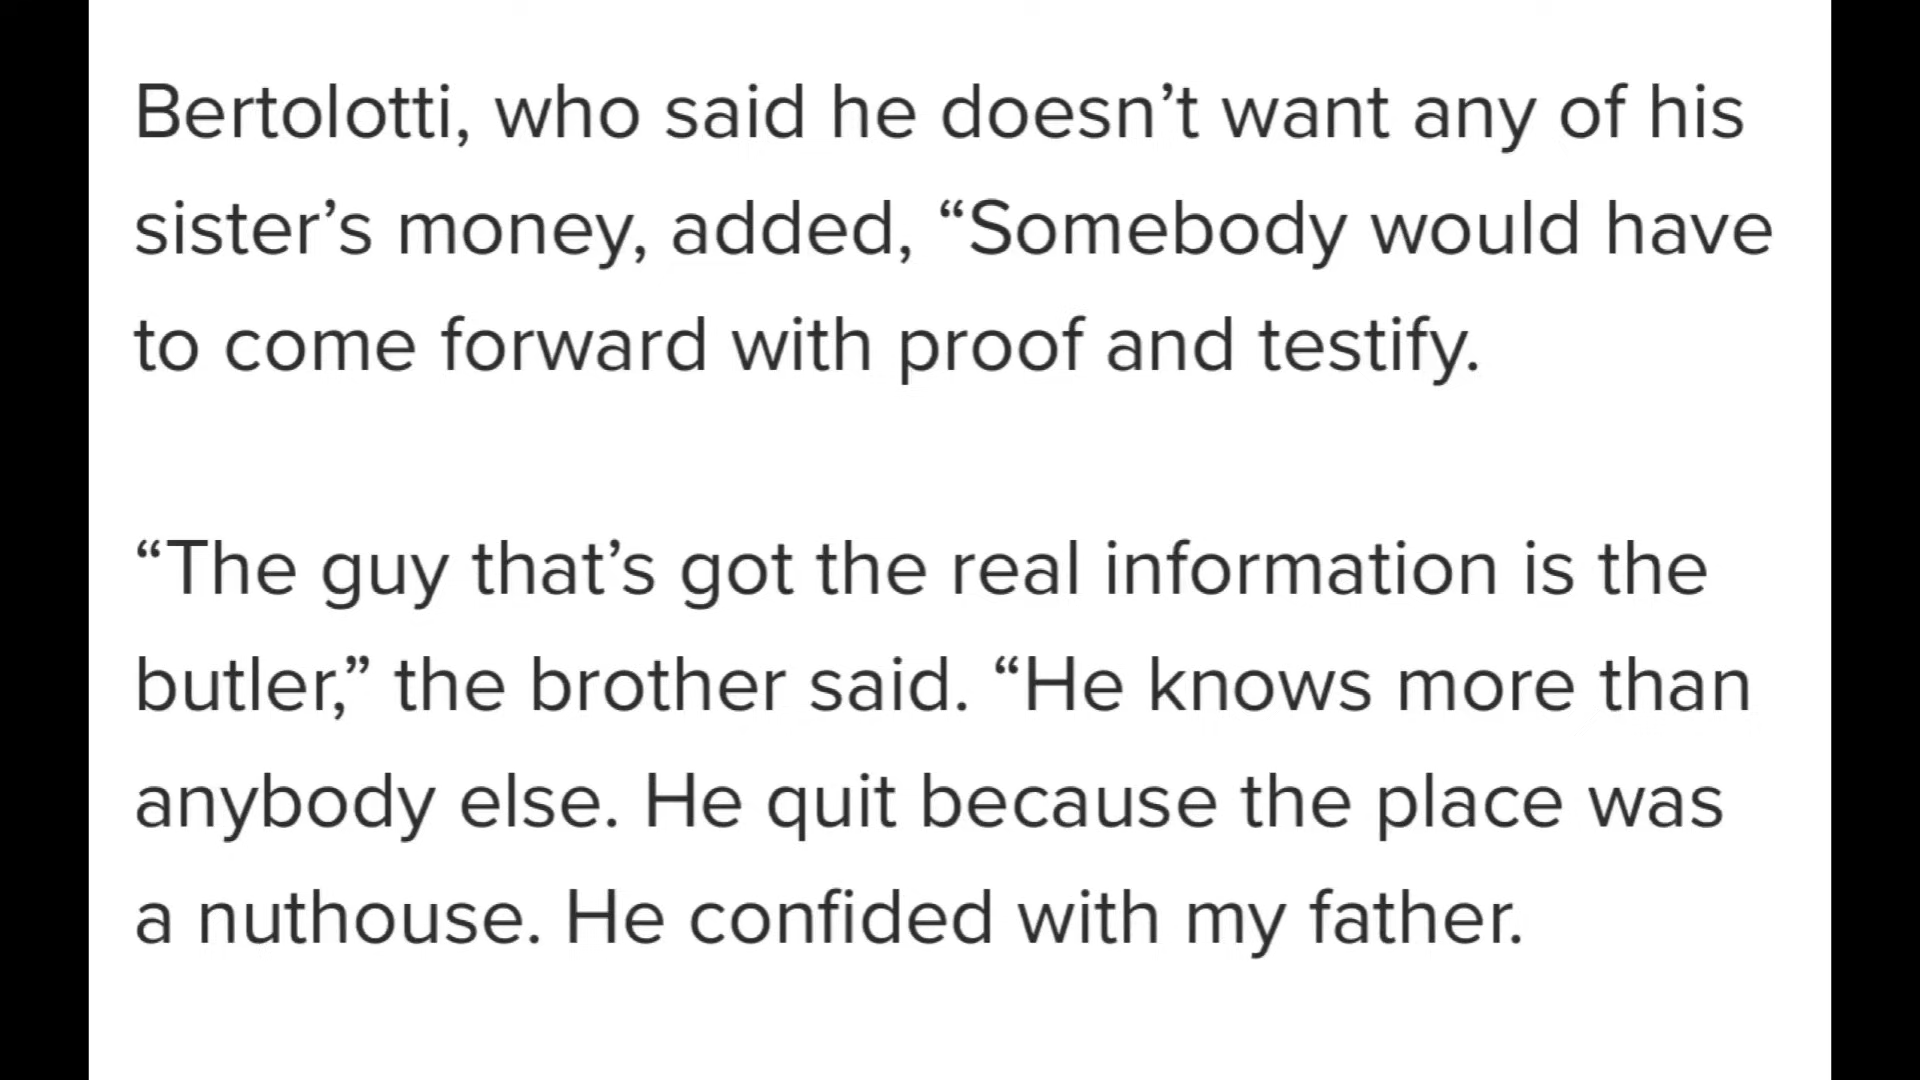 Bertolotti, who said he doesn’t want any of his
sister’s money, added, “Somebody would have
to come forward with proof and testify.
“The guy that’s got the real information is the
butler,” the brother said. “He knows more than
anybody else. He quit because the place was
a nuthouse. He confided with my father.